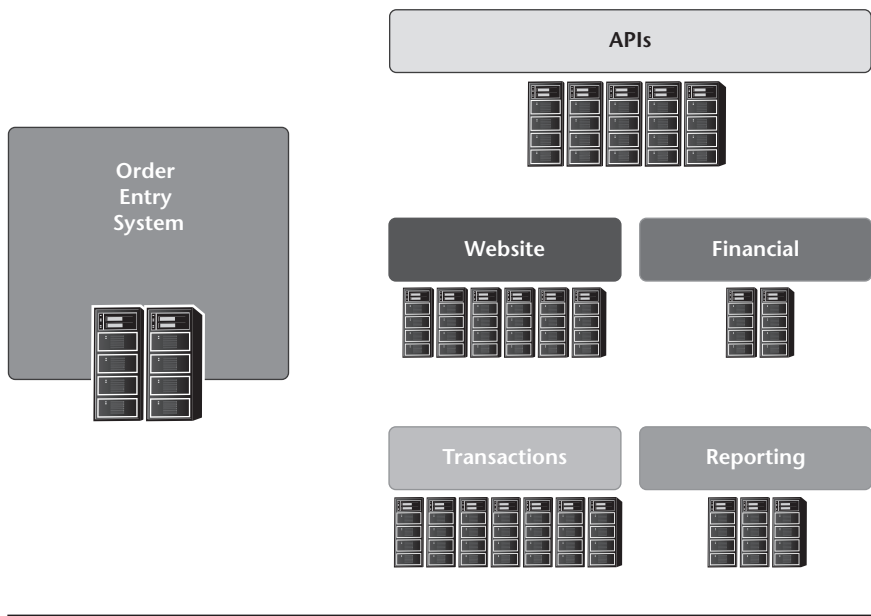 APIs
Order
Entry
System
Website
Financial
Transactions
Reporting